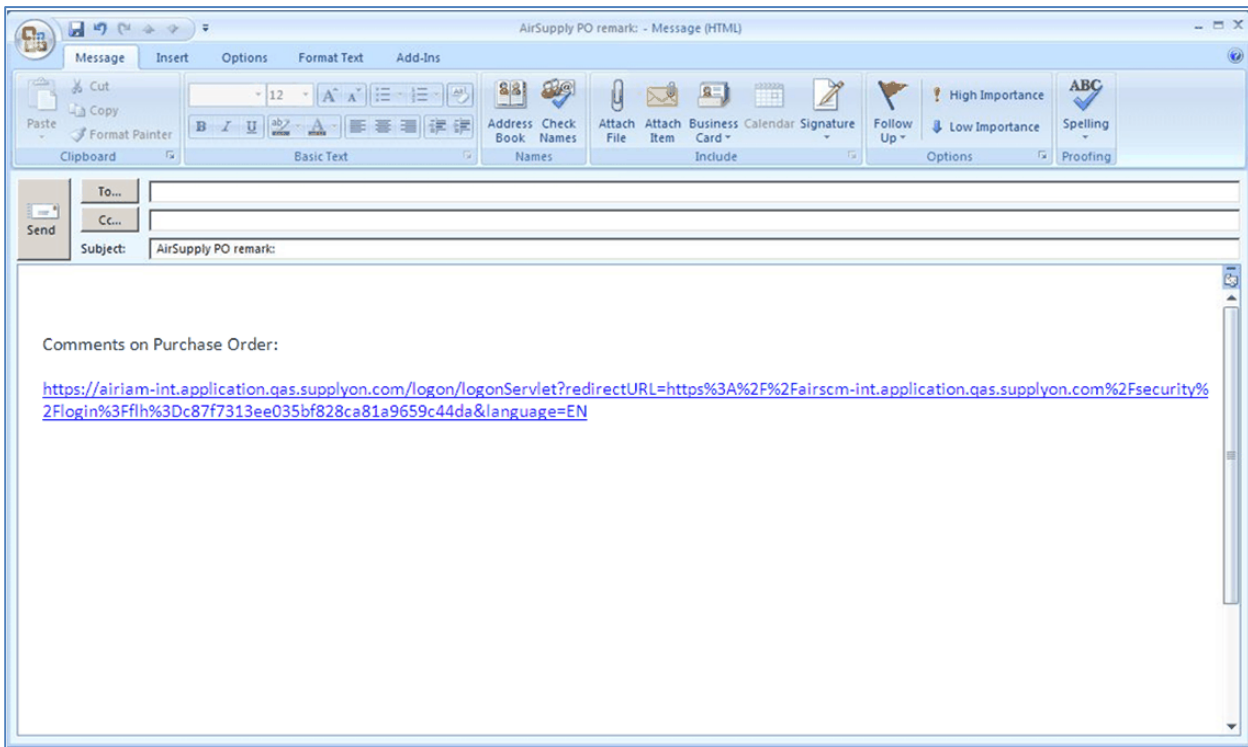 AirSupply PO remark: - Message (HTML)
Message Insert Options Format Text Add-Ins
Cut
Copy
Paste
Format Painter
Clipboard
12
B I U
Basic Text
Address Book
Check Names
Names
Attach File
Attach Item
Business Card
Calendar
Signature
Include
Follow Up
High Importance
Low Importance
Options
ABC
Spelling
Proofing
Send
To...
Cc...
Subject: AirSupply PO remark:
Comments on Purchase Order:
https://airiam-int.application.qas.supplyon.com/logon/logonServlet?redirectURL=https%3A%2F%2Fairscm-int.application.qas.supplyon.com%2Fsecurity%
2Flogin%3Fflh%3Dc87f7313ee035bf828ca81a9659c44da&language=EN